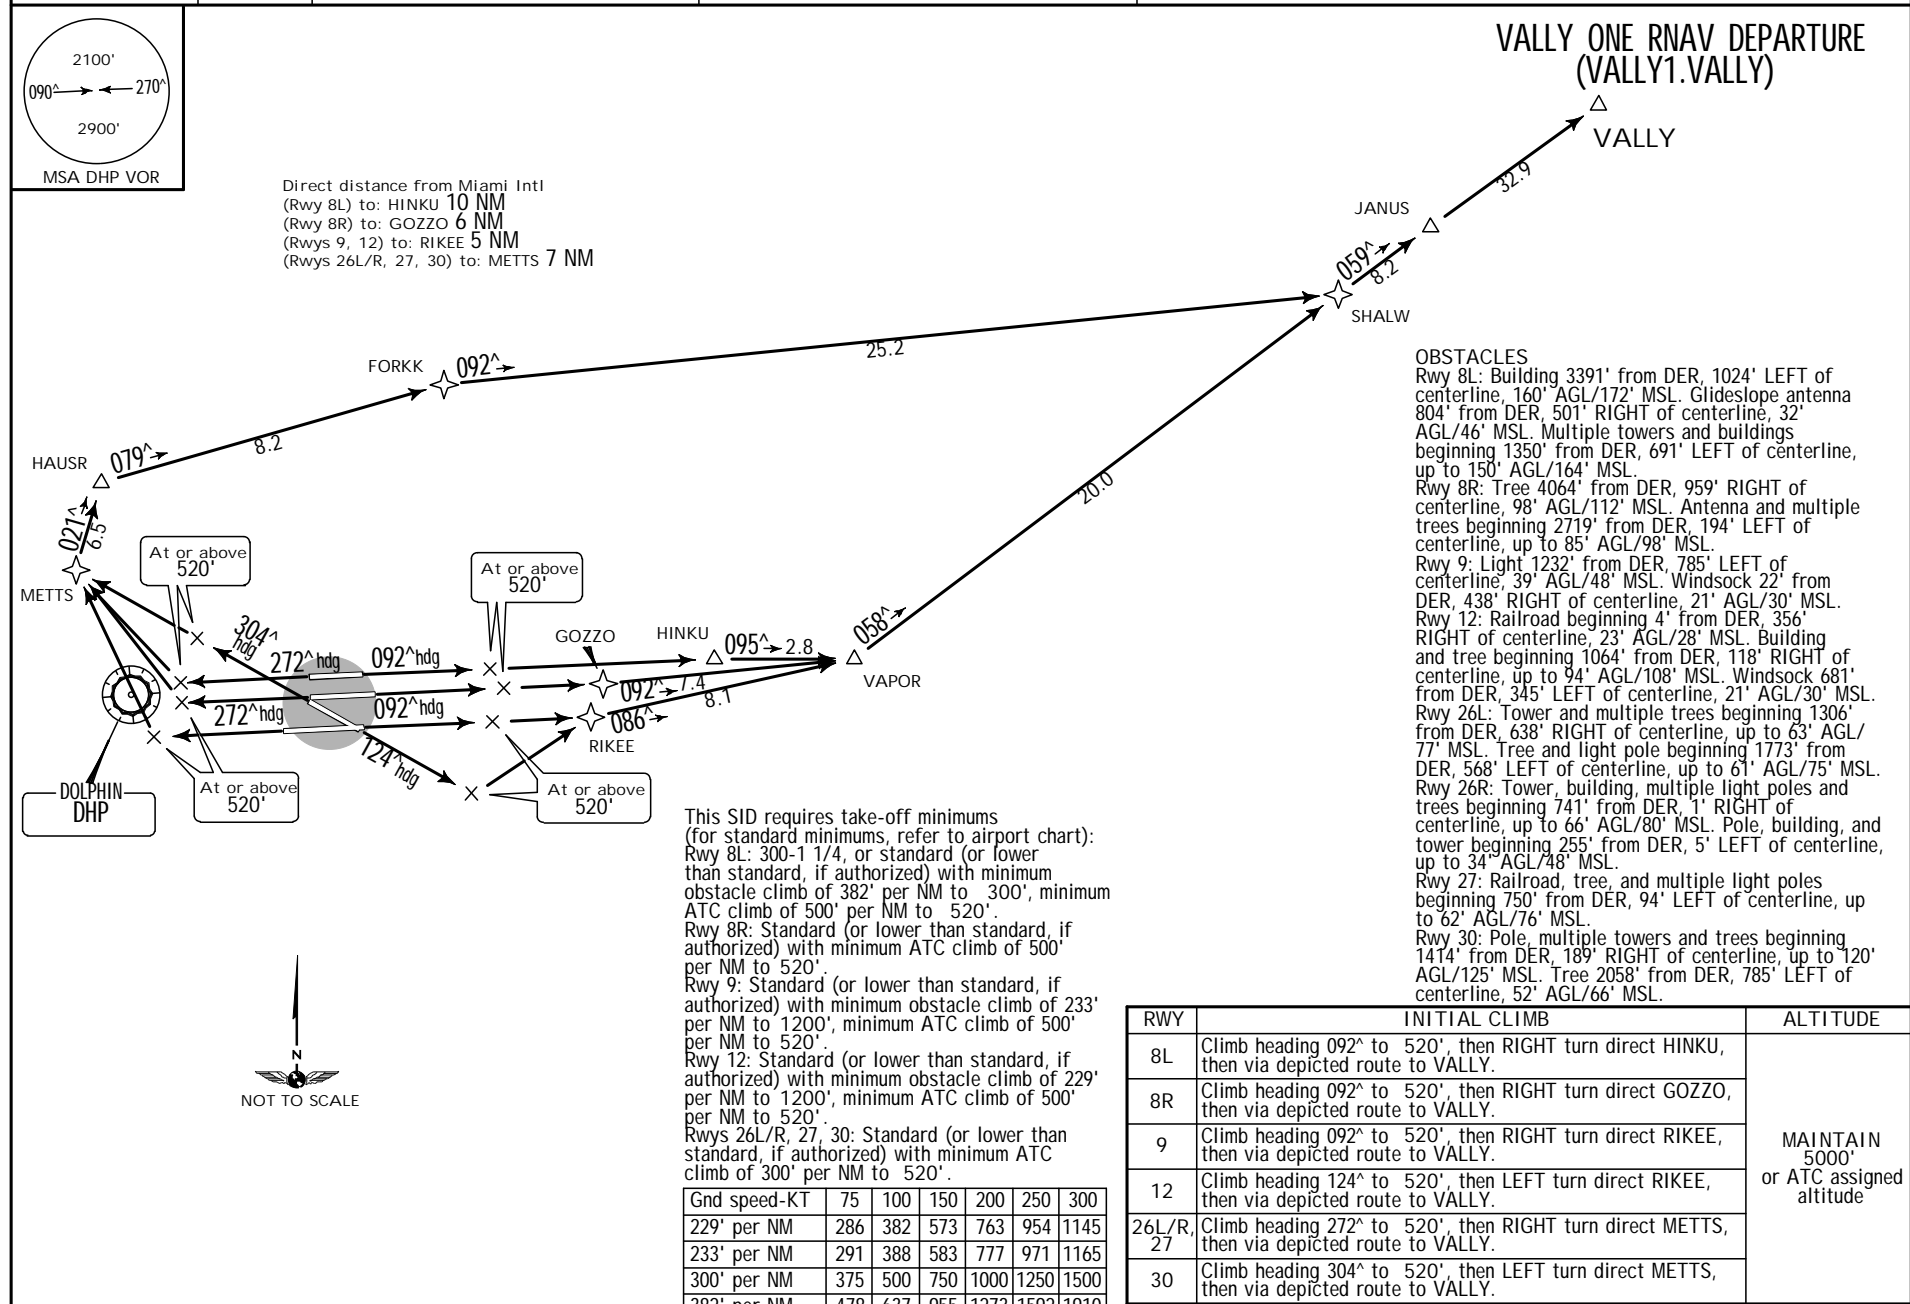 VALLY ONE RNAV DEPARTURE
(VALLY1.VALLY)
2100'
090^
270^
2900'
MSA DHP VOR
Direct distance from Miami Intl
(Rwy 8L) to: HINKU 10 NM
(Rwy 8R) to: GOZZO 6 NM
(Rwys 9, 12) to: RIKEE 5 NM
(Rwys 26L/R, 27, 30) to: METTS 7 NM
VALLY
32.9
JANUS
059^
8.2
SHALW
25.2
FORKK
092^
8.2
HAUSR
079^
021^
6.5
METTS
At or above
520'
At or above
520'
20.0
304^
hdg
272^hdg
092^hdg
GOZZO
HINKU
095^
2.8
058^
VAPOR
092^
7.4
8.1
272^hdg
092^hdg
086^
RIKEE
124^hdg
DOLPHIN
DHP
At or above
520'
At or above
520'
N
NOT TO SCALE
OBSTACLES
Rwy 8L: Building 3391' from DER, 1024' LEFT of
centerline, 160' AGL/172' MSL. Glideslope antenna
804' from DER, 501' RIGHT of centerline, 32'
AGL/46' MSL. Multiple towers and buildings
beginning 1350' from DER, 691' LEFT of centerline,
up to 150' AGL/164' MSL.
Rwy 8R: Tree 4064' from DER, 959' RIGHT of
centerline, 98' AGL/112' MSL. Antenna and multiple
trees beginning 2719' from DER, 194' LEFT of
centerline, up to 85' AGL/98' MSL.
Rwy 9: Light 1232' from DER, 785' LEFT of
centerline, 39' AGL/48' MSL. Windsock 22' from
DER, 438' RIGHT of centerline, 21' AGL/30' MSL.
Rwy 12: Railroad beginning 4' from DER, 356'
RIGHT of centerline, 23' AGL/28' MSL. Building
and tree beginning 1064' from DER, 118' RIGHT of
centerline, up to 94' AGL/108' MSL. Windsock 681'
from DER, 345' LEFT of centerline, 21' AGL/30' MSL.
Rwy 26L: Tower and multiple trees beginning 1306'
from DER, 638' RIGHT of centerline, up to 63' AGL/
77' MSL. Tree and light pole beginning 1773' from
DER, 568' LEFT of centerline, up to 61' AGL/75' MSL.
Rwy 26R: Tower, building, multiple light poles and
trees beginning 741' from DER, 1' RIGHT of
centerline, up to 66' AGL/80' MSL. Pole, building, and
tower beginning 255' from DER, 5' LEFT of centerline,
up to 34' AGL/48' MSL.
Rwy 27: Railroad, tree, and multiple light poles
beginning 750' from DER, 94' LEFT of centerline, up
to 62' AGL/76' MSL.
Rwy 30: Pole, multiple towers and trees beginning
1414' from DER, 189' RIGHT of centerline, up to 120'
AGL/125' MSL. Tree 2058' from DER, 785' LEFT of
centerline, 52' AGL/66' MSL.
This SID requires take-off minimums
(for standard minimums, refer to airport chart):
Rwy 8L: 300-1 1/4, or standard (or lower
than standard, if authorized) with minimum
obstacle climb of 382' per NM to 300', minimum
ATC climb of 500' per NM to 520'.
Rwy 8R: Standard (or lower than standard, if
authorized) with minimum ATC climb of 500'
per NM to 520'.
Rwy 9: Standard (or lower than standard, if
authorized) with minimum obstacle climb of 233'
per NM to 1200', minimum ATC climb of 500'
per NM to 520'.
Rwy 12: Standard (or lower than standard, if
authorized) with minimum obstacle climb of 229'
per NM to 1200', minimum ATC climb of 500'
per NM to 520'.
Rwys 26L/R, 27, 30: Standard (or lower than
standard, if authorized) with minimum ATC
climb of 300' per NM to 520'.
Gnd speed-KT 75 100 150 200 250 300
229' per NM 286 382 573 763 954 1145
233' per NM 291 388 583 777 971 1165
300' per NM 375 500 750 1000 1250 1500
382' per NM 478 637 955 1273 1592 1910
RWY INITIAL CLIMB ALTITUDE
8L Climb heading 092^ to 520', then RIGHT turn direct HINKU,
then via depicted route to VALLY.
8R Climb heading 092^ to 520', then RIGHT turn direct GOZZO,
then via depicted route to VALLY.
9 Climb heading 092^ to 520', then RIGHT turn direct RIKEE,
then via depicted route to VALLY.
12 Climb heading 124^ to 520', then LEFT turn direct RIKEE,
then via depicted route to VALLY.
26L/R, 27 Climb heading 272^ to 520', then RIGHT turn direct METTS,
then via depicted route to VALLY.
30 Climb heading 304^ to 520', then LEFT turn direct METTS,
then via depicted route to VALLY.
MAINTAIN
5000'
or ATC assigned
altitude